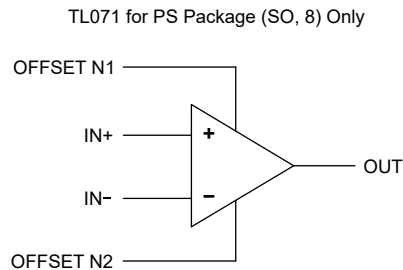 TL071 for PS Package (SO, 8) Only
OFFSET N1
IN+
+
OUT
IN−
−
OFFSET N2